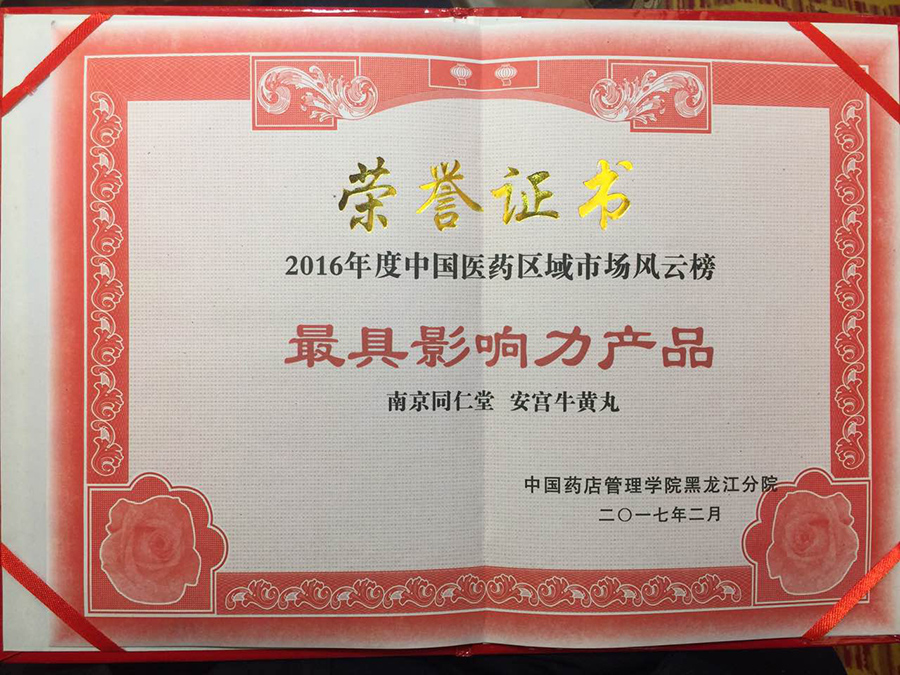 荣誉证书
2016年度中国医药区域市场风云榜
最具影响力产品
南京同仁堂 安宫牛黄丸
中国药店管理学院黑龙江分院
二〇一七年二月